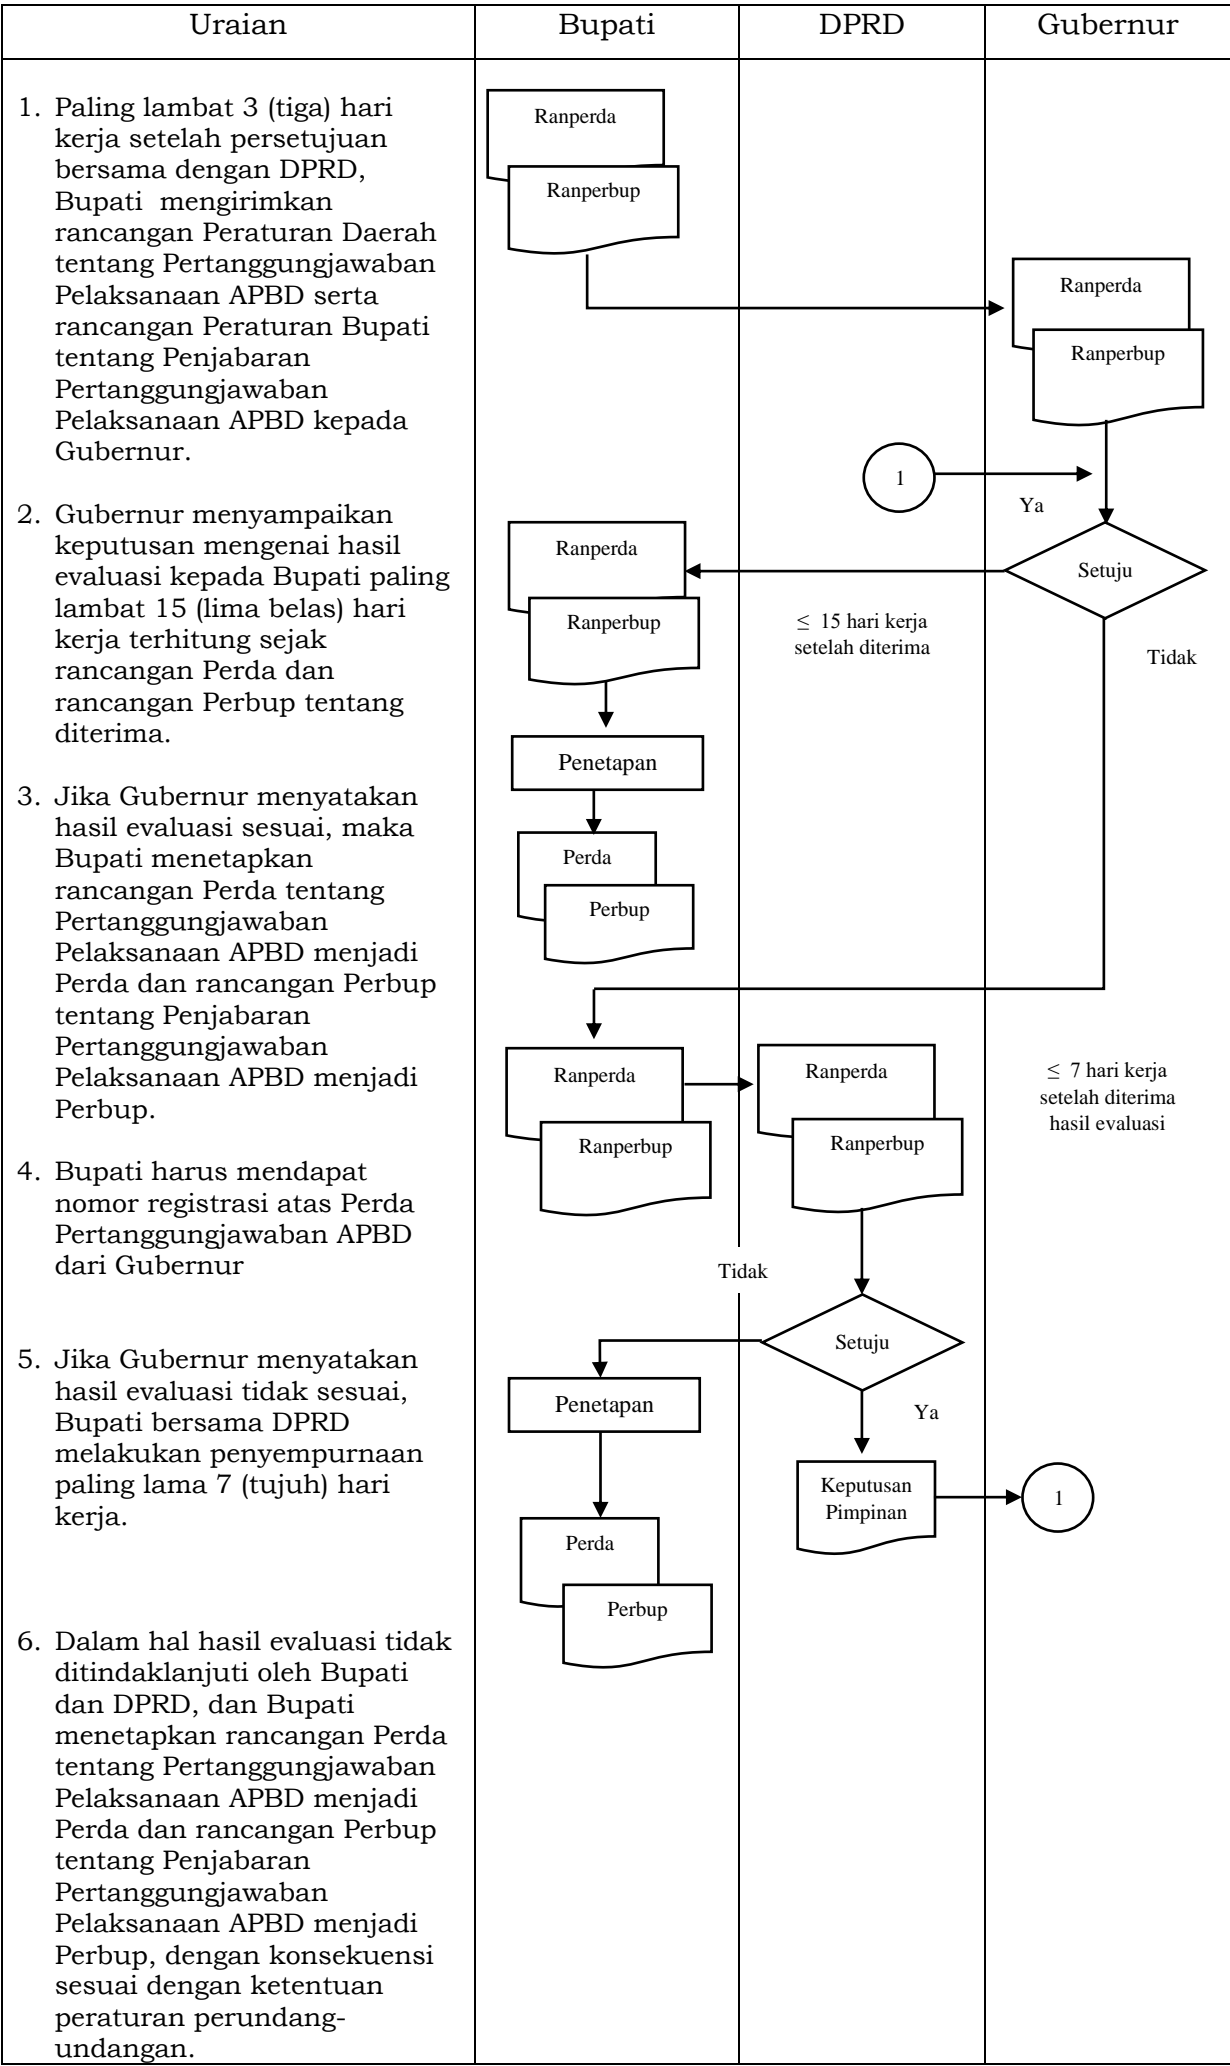 Uraian
Bupati
DPRD
Gubernur
1. Paling lambat 3 (tiga) hari
kerja setelah persetujuan
bersama dengan DPRD,
Bupati mengirimkan
rancangan Peraturan Daerah
tentang Pertanggungjawaban
Pelaksanaan APBD serta
rancangan Peraturan Bupati
tentang Penjabaran
Pertanggungjawaban
Pelaksanaan APBD kepada
Gubernur.
2. Gubernur menyampaikan
keputusan mengenai hasil
evaluasi kepada Bupati paling
lambat 15 (lima belas) hari
kerja terhitung sejak
rancangan Perda dan
rancangan Perbup tentang
diterima.
3. Jika Gubernur menyatakan
hasil evaluasi sesuai, maka
Bupati menetapkan
rancangan Perda tentang
Pertanggungjawaban
Pelaksanaan APBD menjadi
Perda dan rancangan Perbup
tentang Penjabaran
Pertanggungjawaban
Pelaksanaan APBD menjadi
Perbup.
4. Bupati harus mendapat
nomor registrasi atas Perda
Pertanggungjawaban APBD
dari Gubernur
5. Jika Gubernur menyatakan
hasil evaluasi tidak sesuai,
Bupati bersama DPRD
melakukan penyempurnaan
paling lama 7 (tujuh) hari
kerja.
6. Dalam hal hasil evaluasi tidak
ditindaklanjuti oleh Bupati
dan DPRD, dan Bupati
menetapkan rancangan Perda
tentang Pertanggungjawaban
Pelaksanaan APBD menjadi
Perda dan rancangan Perbup
tentang Penjabaran
Pertanggungjawaban
Pelaksanaan APBD menjadi
Perbup, dengan konsekuensi
sesuai dengan ketentuan
peraturan perundang-
undangan.
Ranperda
Ranperbup
Ranperda
Ranperbup
1
Ya
Setuju
Tidak
Ranperda
Ranperbup
≤ 15 hari kerja
setelah diterima
Penetapan
Perda
Perbup
Ranperda
Ranperbup
Ranperda
Ranperbup
≤ 7 hari kerja
setelah diterima
hasil evaluasi
Tidak
Setuju
Ya
Penetapan
Keputusan
Pimpinan
1
Perda
Perbup